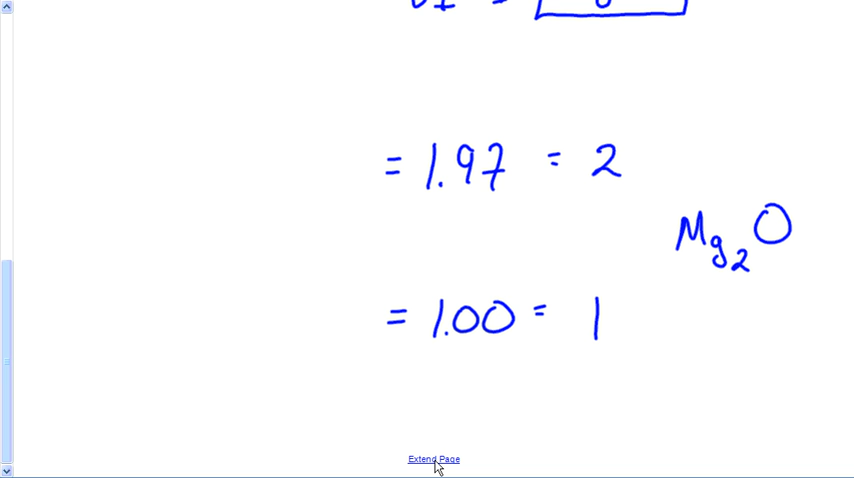 = 1.97 = 2
Mg2O
= 1.00 = 1
Extend Page